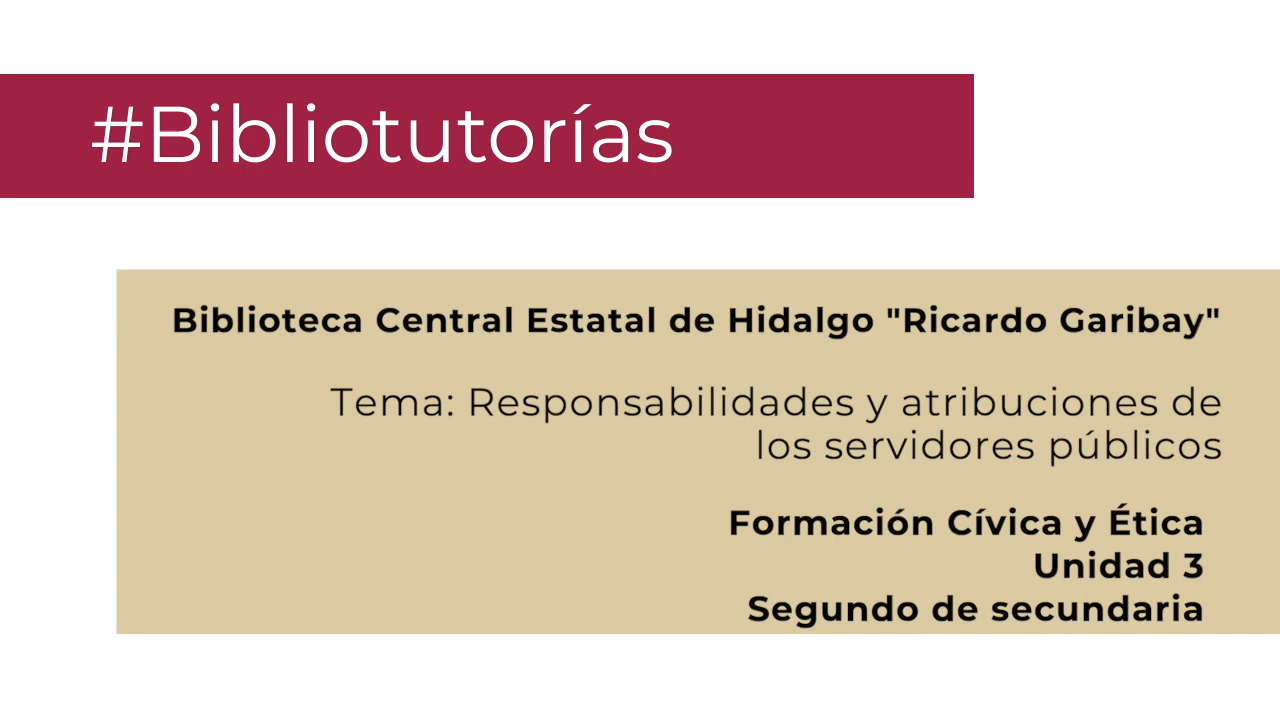 #Bibliotutorías
Biblioteca Central Estatal de Hidalgo "Ricardo Garibay"
Tema: Responsabilidades y atribuciones de
los servidores públicos
Formación Cívica y Ética
Unidad 3
Segundo de secundaria